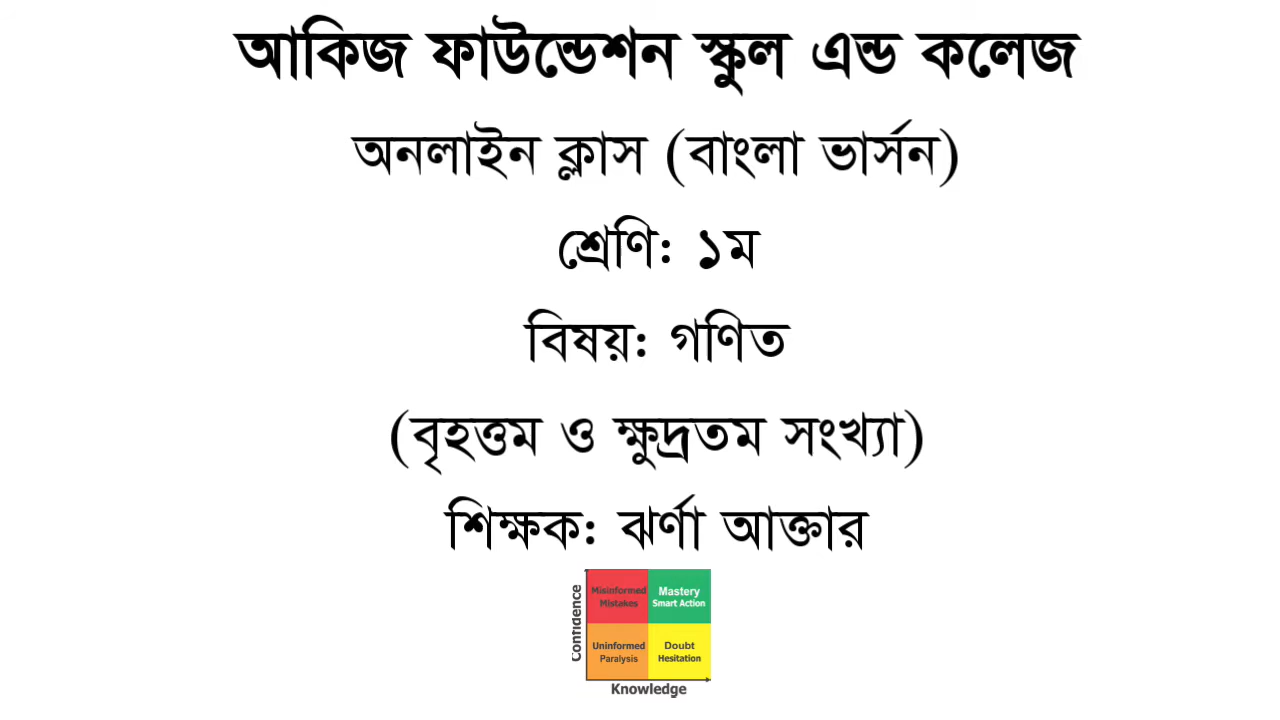 আকিজ ফাউন্ডেশন স্কুল এন্ড কলেজ
অনলাইন ক্লাস (বাংলা ভার্সন)
শ্রেণি: ১ম
বিষয়: গণিত
(বৃহত্তম ও ক্ষুদ্রতম সংখ্যা)
শিক্ষক: ঝর্ণা আক্তার
Confidence
Misinformed
Mistakes
Mastery
Smart Action
Uninformed
Paralysis
Doubt
Hesitation
Knowledge